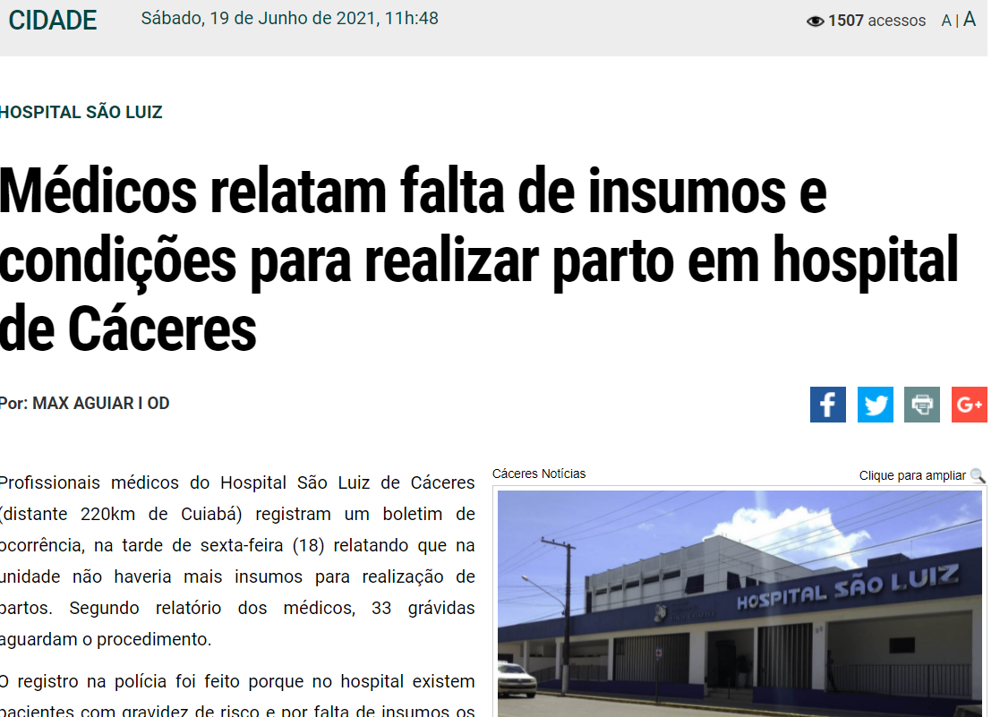 CIDADE
Sábado, 19 de Junho de 2021, 11h:48
1507 acessos A | A
HOSPITAL SÃO LUIZ
Médicos relatam falta de insumos e
condições para realizar parto em hospital
de Cáceres
Por: MAX AGUIAR I OD
f
G+
Profissionais médicos do Hospital São Luiz de Cáceres
(distante 220km de Cuiabá) registram um boletim de
ocorrência, na tarde de sexta-feira (18) relatando que na
unidade não haveria mais insumos para realização de
partos. Segundo relatório dos médicos, 33 grávidas
aguardam o procedimento.
O registro na polícia foi feito porque no hospital existem
pacientes com gravidez de risco e por falta de insumos os
Cáceres Notícias
Clique para ampliar
HOSPITAL SÃO LUIZ